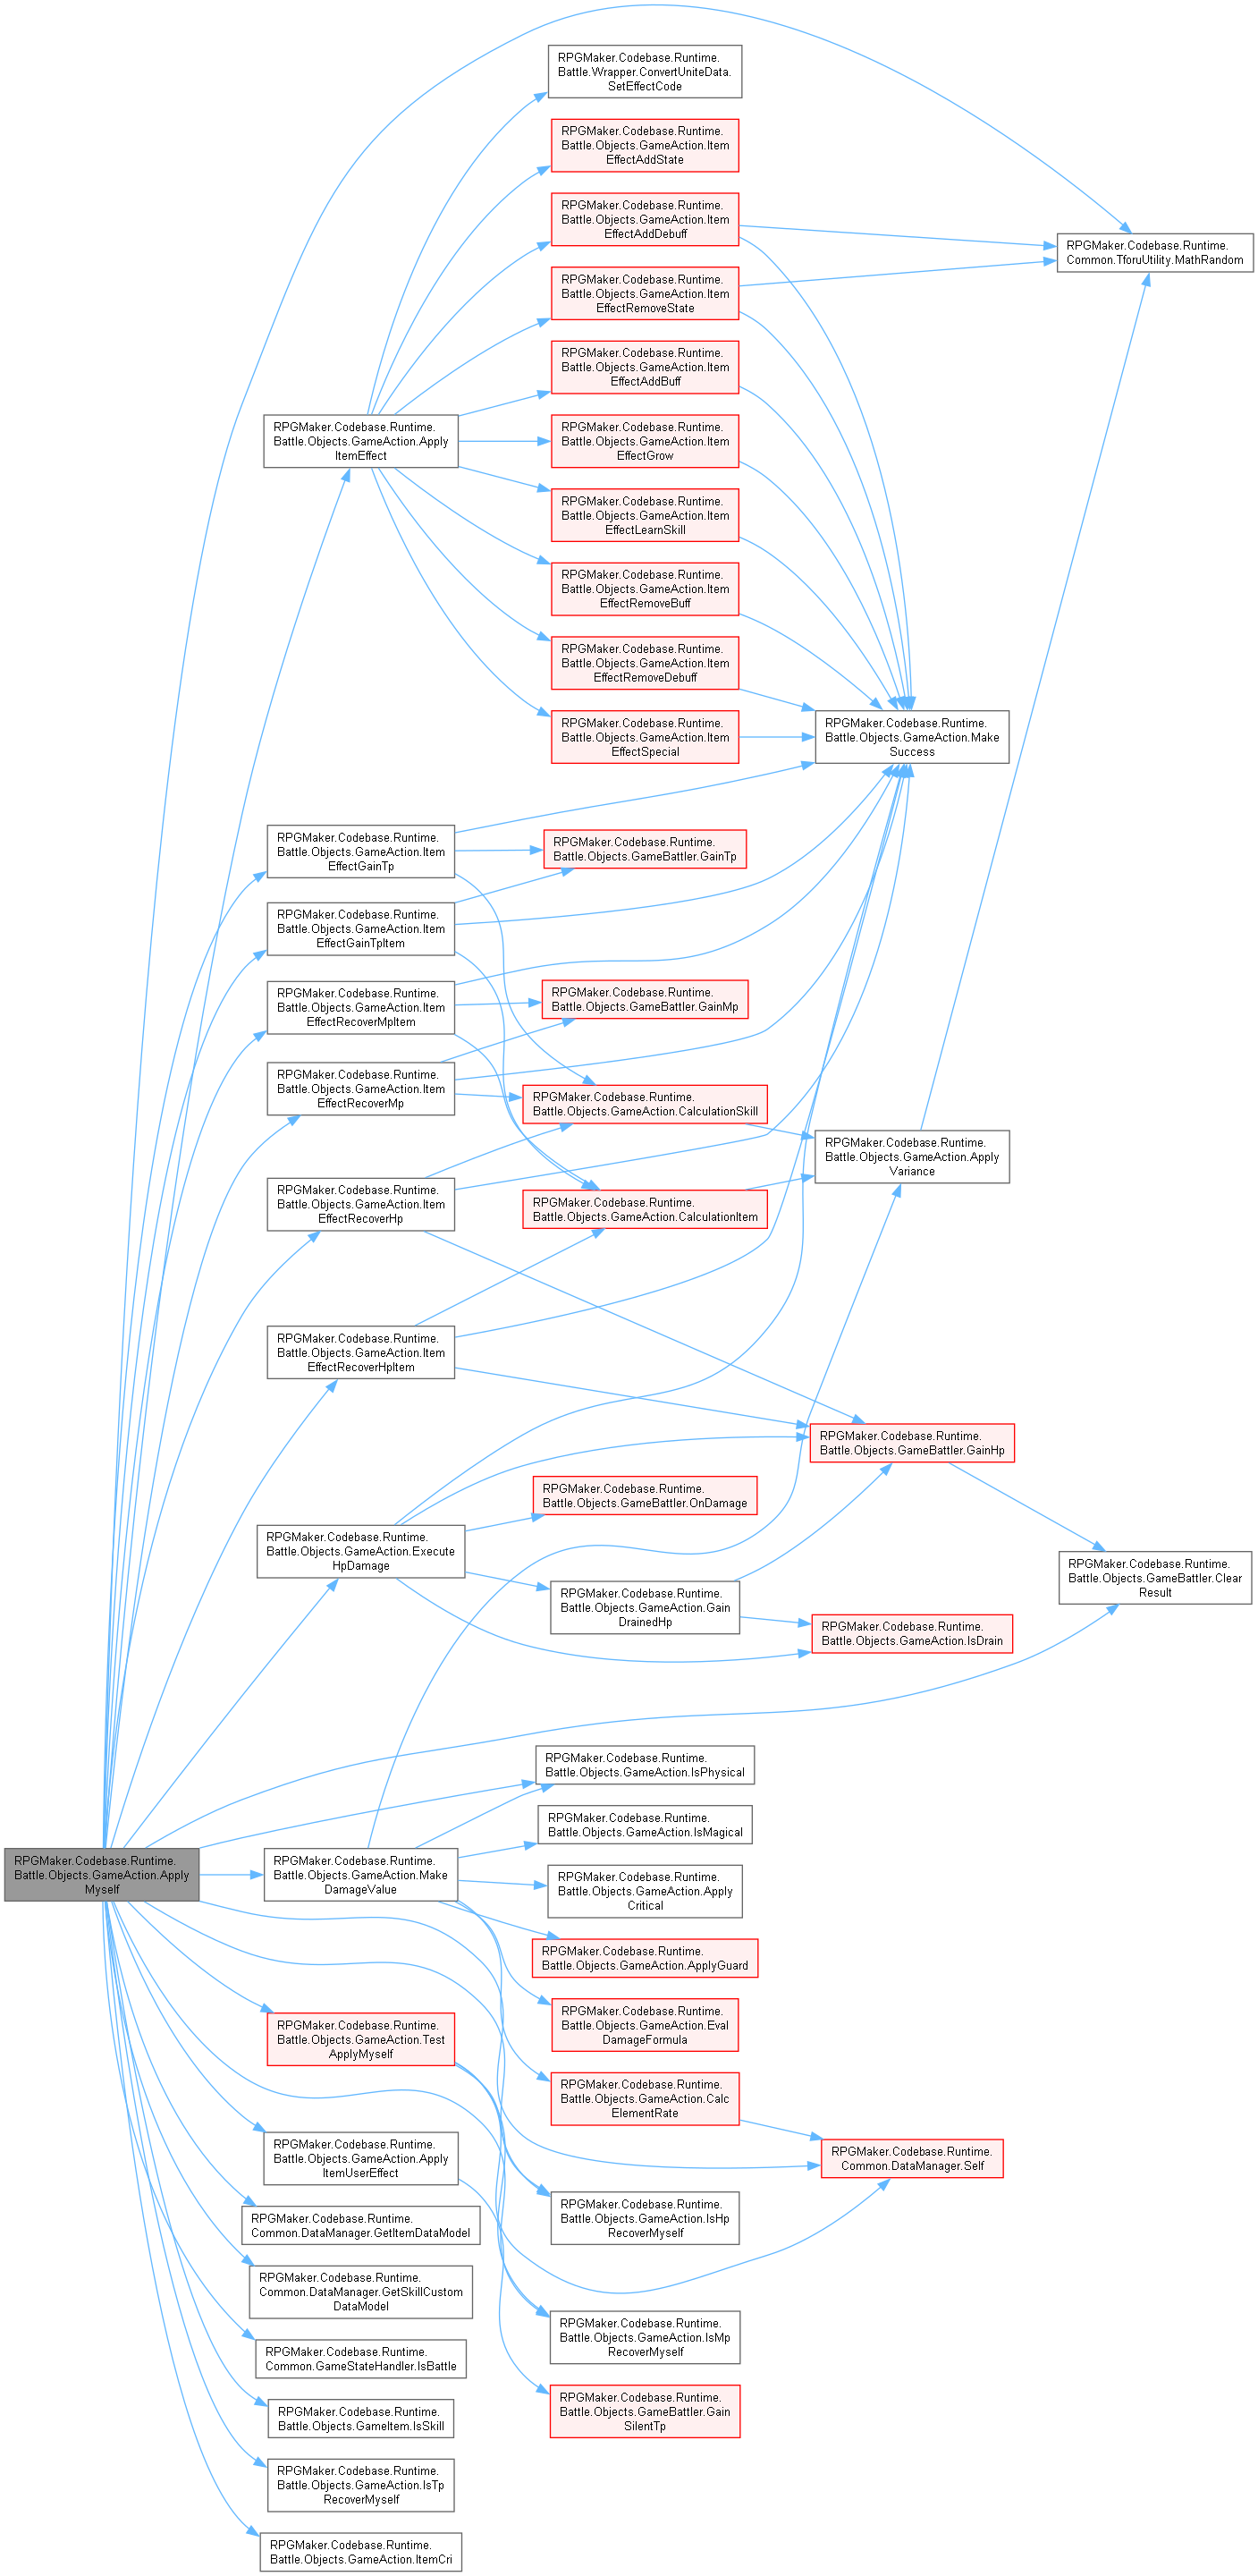 RPGMaker.Codebase.Runtime.
Battle.Wrapper.ConvertUniteData.
SetEffectCode
RPGMaker.Codebase.Runtime.
Battle.Objects.GameAction.Item
EffectAddState
RPGMaker.Codebase.Runtime.
Battle.Objects.GameAction.Item
EffectAddDebuff
RPGMaker.Codebase.Runtime.
Common.TforuUtility.MathRandom
RPGMaker.Codebase.Runtime.
Battle.Objects.GameAction.Item
EffectRemoveState
RPGMaker.Codebase.Runtime.
Battle.Objects.GameAction.Item
EffectAddBuff
RPGMaker.Codebase.Runtime.
Battle.Objects.GameAction.Apply
ItemEffect
RPGMaker.Codebase.Runtime.
Battle.Objects.GameAction.Item
EffectGrow
RPGMaker.Codebase.Runtime.
Battle.Objects.GameAction.Item
EffectLearnSkill
RPGMaker.Codebase.Runtime.
Battle.Objects.GameAction.Item
EffectRemoveBuff
RPGMaker.Codebase.Runtime.
Battle.Objects.GameAction.Item
EffectRemoveDebuff
RPGMaker.Codebase.Runtime.
Battle.Objects.GameAction.Item
EffectSpecial
RPGMaker.Codebase.Runtime.
Battle.Objects.GameAction.Make
Success
RPGMaker.Codebase.Runtime.
Battle.Objects.GameAction.Item
EffectGainTp
RPGMaker.Codebase.Runtime.
Battle.Objects.GameBattler.GainTp
RPGMaker.Codebase.Runtime.
Battle.Objects.GameAction.Item
EffectGainTpItem
RPGMaker.Codebase.Runtime.
Battle.Objects.GameAction.Item
EffectRecoverMpItem
RPGMaker.Codebase.Runtime.
Battle.Objects.GameBattler.GainMp
RPGMaker.Codebase.Runtime.
Battle.Objects.GameAction.Item
EffectRecoverMp
RPGMaker.Codebase.Runtime.
Battle.Objects.GameAction.CalculationSkill
RPGMaker.Codebase.Runtime.
Battle.Objects.GameAction.Apply
Variance
RPGMaker.Codebase.Runtime.
Battle.Objects.GameAction.Item
EffectRecoverHp
RPGMaker.Codebase.Runtime.
Battle.Objects.GameAction.CalculationItem
RPGMaker.Codebase.Runtime.
Battle.Objects.GameAction.Item
EffectRecoverHpItem
RPGMaker.Codebase.Runtime.
Battle.Objects.GameBattler.GainHp
RPGMaker.Codebase.Runtime.
Battle.Objects.GameBattler.OnDamage
RPGMaker.Codebase.Runtime.
Battle.Objects.GameAction.Execute
HpDamage
RPGMaker.Codebase.Runtime.
Battle.Objects.GameBattler.Clear
Result
RPGMaker.Codebase.Runtime.
Battle.Objects.GameAction.Gain
DrainedHp
RPGMaker.Codebase.Runtime.
Battle.Objects.GameAction.IsDrain
RPGMaker.Codebase.Runtime.
Battle.Objects.GameAction.IsPhysical
RPGMaker.Codebase.Runtime.
Battle.Objects.GameAction.IsMagical
RPGMaker.Codebase.Runtime.
Battle.Objects.GameAction.Apply
Myself
RPGMaker.Codebase.Runtime.
Battle.Objects.GameAction.Make
DamageValue
RPGMaker.Codebase.Runtime.
Battle.Objects.GameAction.Apply
Critical
RPGMaker.Codebase.Runtime.
Battle.Objects.GameAction.ApplyGuard
RPGMaker.Codebase.Runtime.
Battle.Objects.GameAction.Eval
DamageFormula
RPGMaker.Codebase.Runtime.
Battle.Objects.GameAction.Test
ApplyMyself
RPGMaker.Codebase.Runtime.
Battle.Objects.GameAction.Calc
ElementRate
RPGMaker.Codebase.Runtime.
Common.DataManager.Self
RPGMaker.Codebase.Runtime.
Battle.Objects.GameAction.Apply
ItemUserEffect
RPGMaker.Codebase.Runtime.
Battle.Objects.GameAction.IsHp
RecoverMyself
RPGMaker.Codebase.Runtime.
Common.DataManager.GetItemDataModel
RPGMaker.Codebase.Runtime.
Common.DataManager.GetSkillCustom
DataModel
RPGMaker.Codebase.Runtime.
Battle.Objects.GameAction.IsMp
RecoverMyself
RPGMaker.Codebase.Runtime.
Common.GameStateHandler.IsBattle
RPGMaker.Codebase.Runtime.
Battle.Objects.GameBattler.Gain
SilentTp
RPGMaker.Codebase.Runtime.
Battle.Objects.GameItem.IsSkill
RPGMaker.Codebase.Runtime.
Battle.Objects.GameAction.IsTp
RecoverMyself
RPGMaker.Codebase.Runtime.
Battle.Objects.GameAction.ItemCri